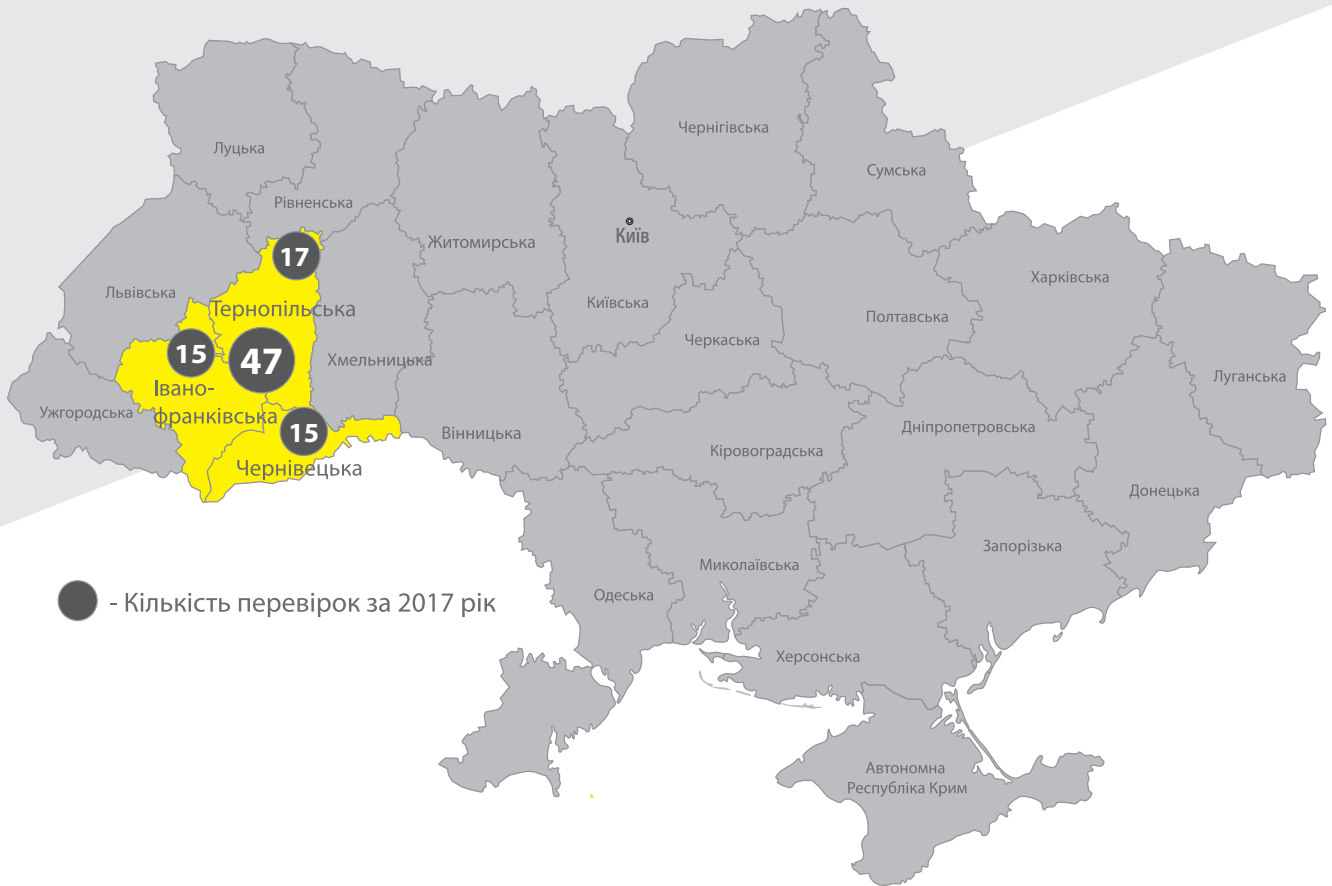 Чернігівська
Луцька
Сумська
Рівненська
Київ
Житомирська
17
Харківська
Львівська
Київська
Тернопільська
Полтавська
Черкаська
15
47
Хмельницька
Луганська
Івано-
франківська
Ужгородська
15
Вінницька
Дніпропетровська
Кіровоградська
Чернівецька
Донецька
Запорізька
Миколаївська
Одеська
- Кількість перевірок за 2017 рік
Херсонська
Автономна
Республіка Крим